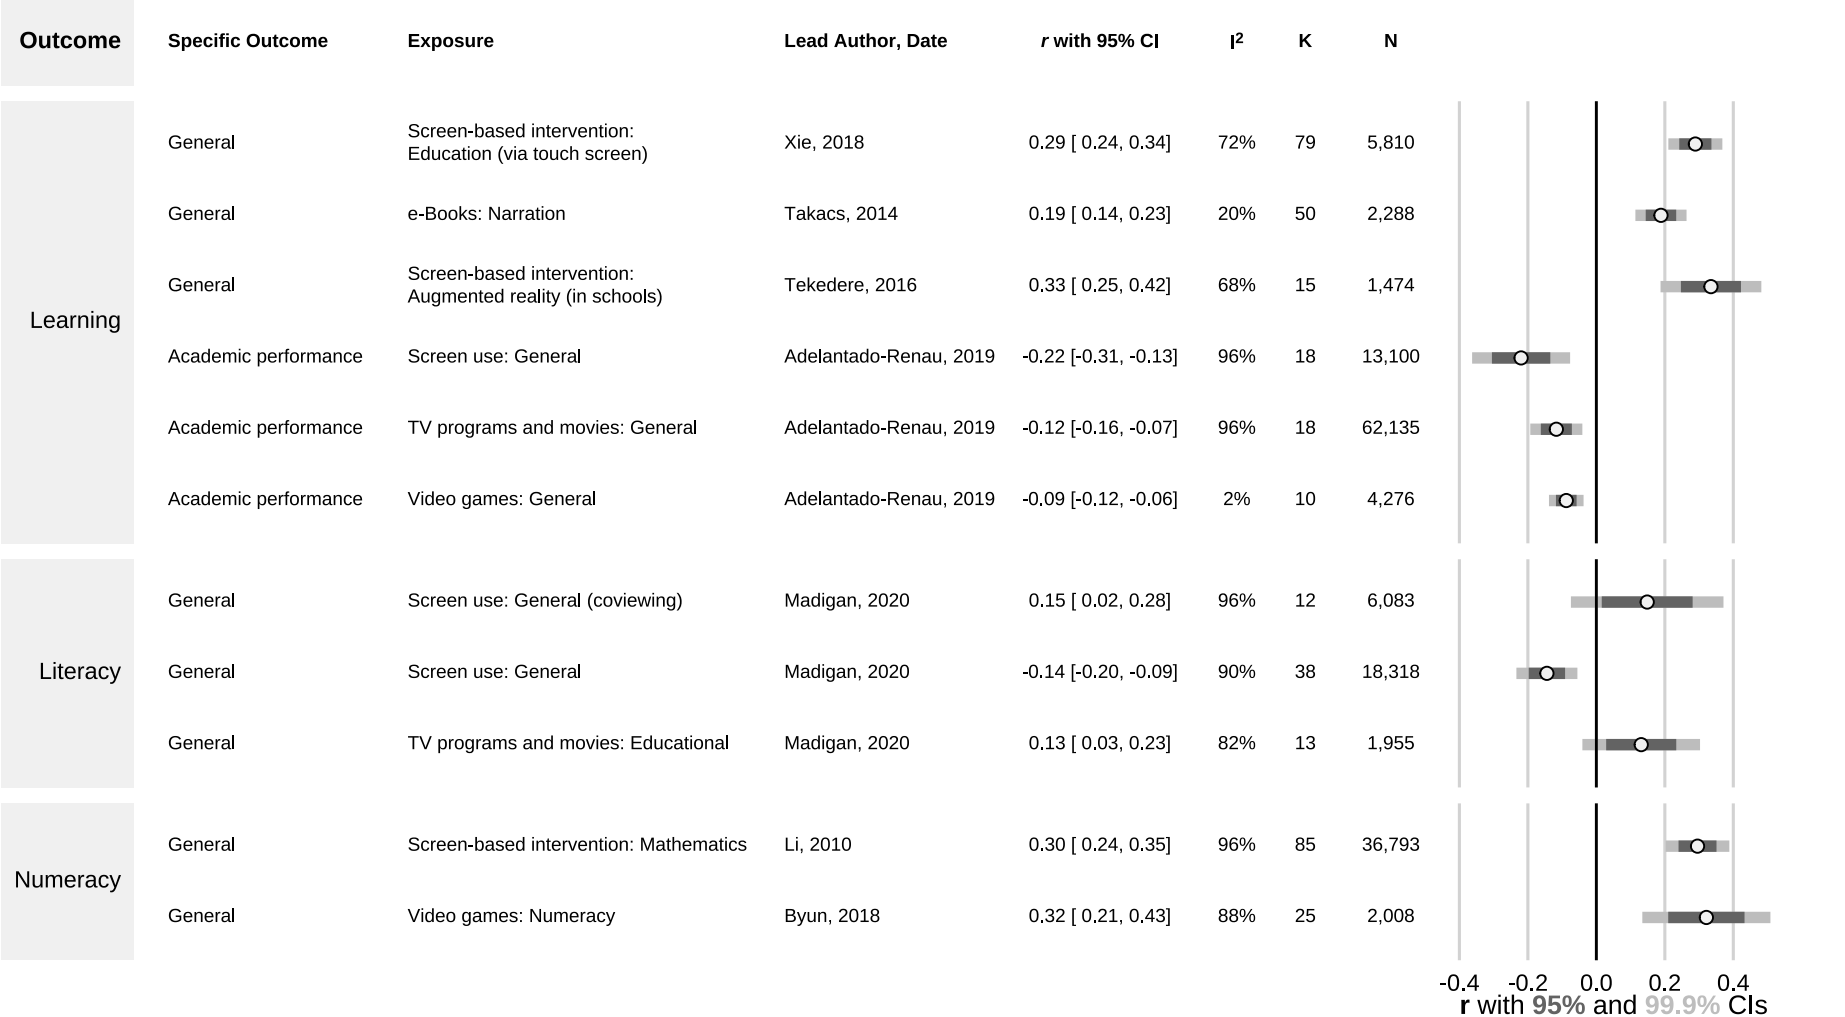 Outcome Specific Outcome Exposure Lead Author, Date r with 95% CI I² K N
Learning
General Screen-based intervention: Education (via touch screen) Xie, 2018 0.29 [ 0.24, 0.34] 72% 79 5,810
General e-Books: Narration Takacs, 2014 0.19 [ 0.14, 0.23] 20% 50 2,288
General Screen-based intervention: Augmented reality (in schools) Tekedere, 2016 0.33 [ 0.25, 0.42] 68% 15 1,474
Academic performance Screen use: General Adelantado-Renau, 2019 -0.22 [-0.31, -0.13] 96% 18 13,100
Academic performance TV programs and movies: General Adelantado-Renau, 2019 -0.12 [-0.16, -0.07] 96% 18 62,135
Academic performance Video games: General Adelantado-Renau, 2019 -0.09 [-0.12, -0.06] 2% 10 4,276
Literacy
General Screen use: General (coviewing) Madigan, 2020 0.15 [ 0.02, 0.28] 96% 12 6,083
General Screen use: General Madigan, 2020 -0.14 [-0.20, -0.09] 90% 38 18,318
General TV programs and movies: Educational Madigan, 2020 0.13 [ 0.03, 0.23] 82% 13 1,955
Numeracy
General Screen-based intervention: Mathematics Li, 2010 0.30 [ 0.24, 0.35] 96% 85 36,793
General Video games: Numeracy Byun, 2018 0.32 [ 0.21, 0.43] 88% 25 2,008
-0.4 -0.2 0.0 0.2 0.4
r with 95% and 99.9% CIs